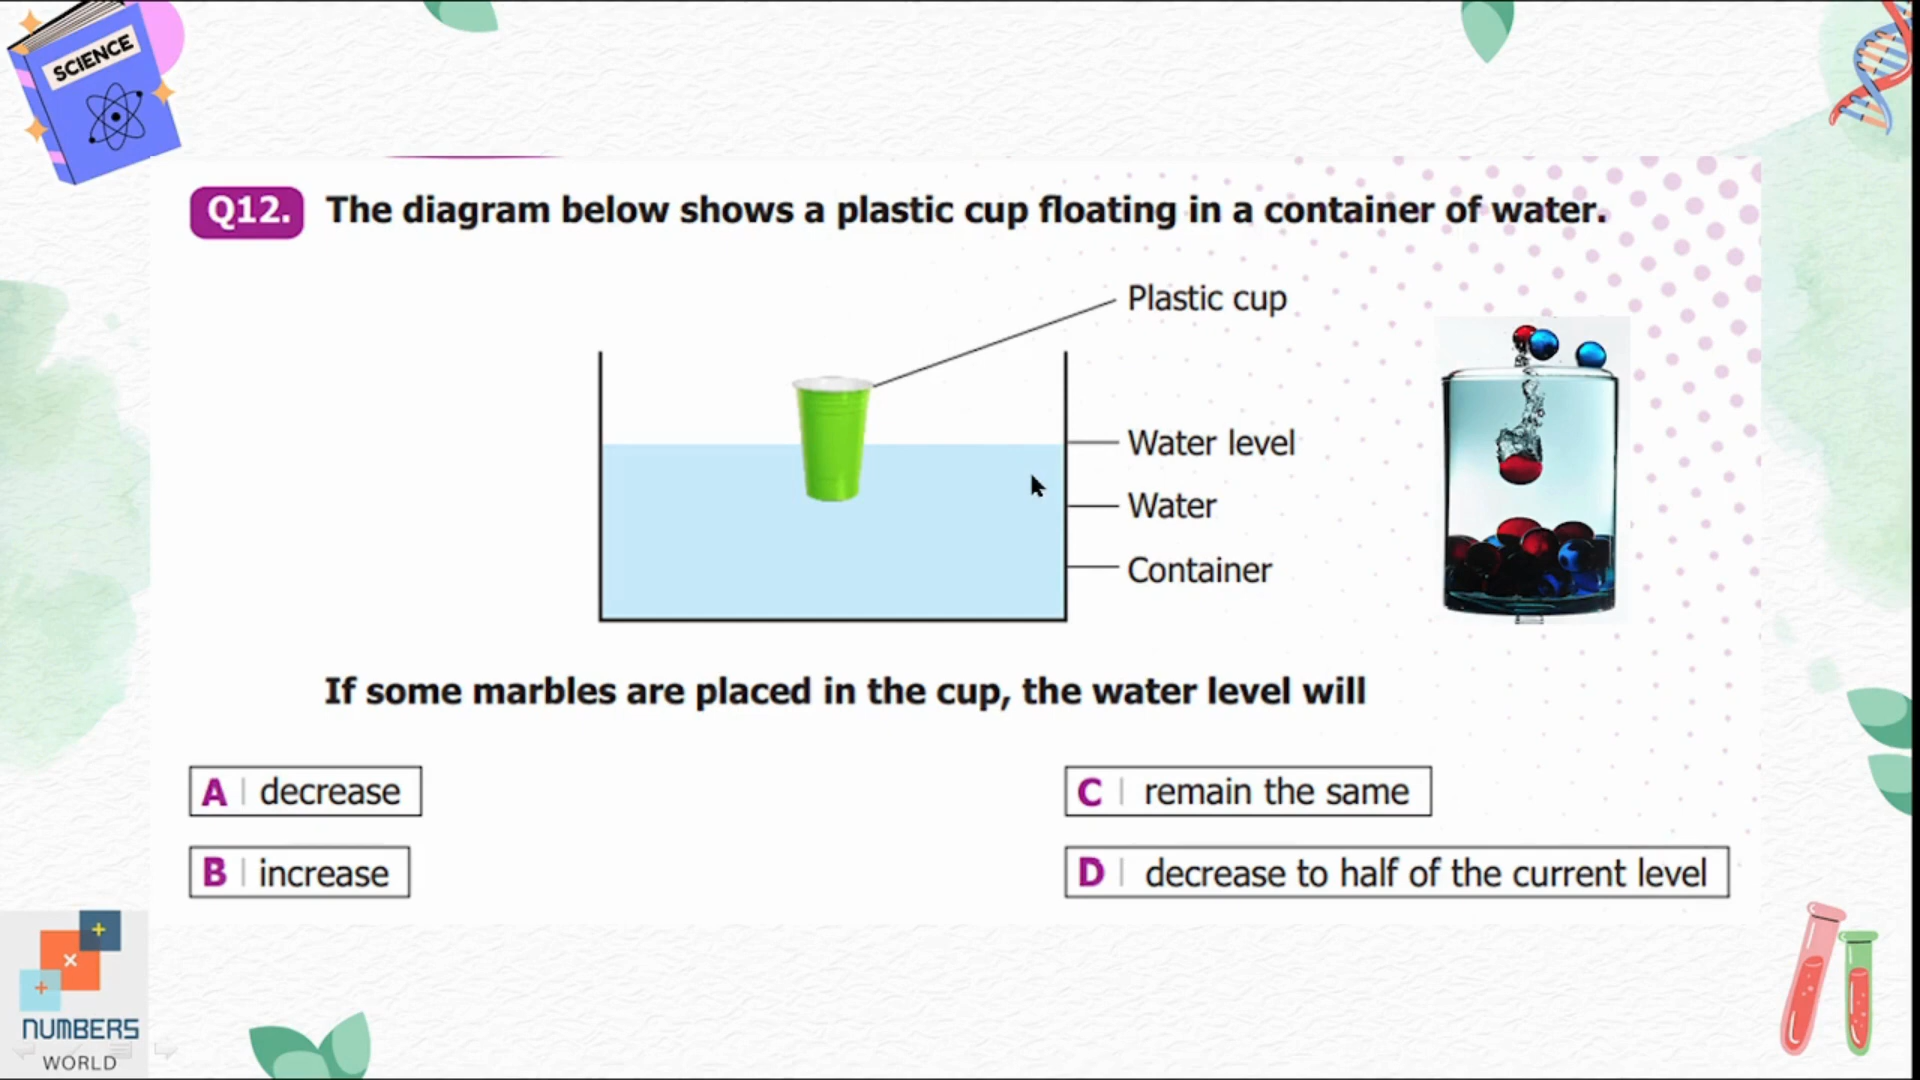 SCIENCE
Q12. The diagram below shows a plastic cup floating in a container of water.
Plastic cup
Water level
Water
Container
If some marbles are placed in the cup, the water level will
A decrease
C remain the same
B increase
D decrease to half of the current level
NUMBERS
WORLD